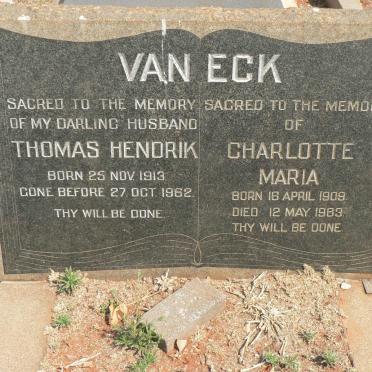 VAN ECK
SACRED TO THE MEMORY
OF MY DARLING HUSBAND
THOMAS HENDRIK
BORN 25 NOV. 1913.
GONE BEFORE 27 OCT. 1962.
THY WILL BE DONE.
SACRED TO THE MEMO
OF
CHARLOTTE
MARIA
BORN 16 APRIL 1909.
DIED 12 MAY 1983.
THY WILL BE DONE.